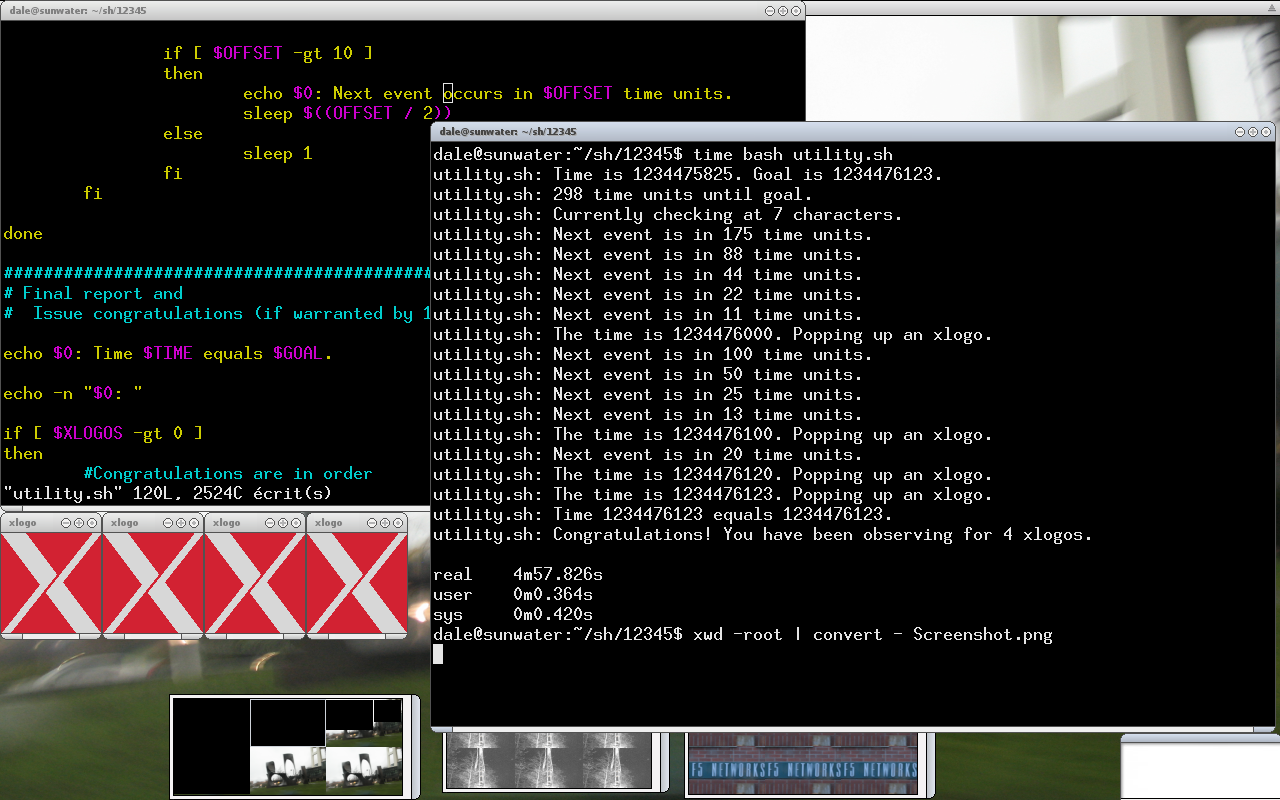 dale@sunwater: ~/sh/12345
if [ $OFFSET -gt 10 ]
then
echo $0: Next event occurs in $OFFSET time units.
sleep $((OFFSET / 2))
else
sleep 1
fi
fi
done
###########################################
# Final report and
#  Issue congratulations (if warranted by 1
echo $0: Time $TIME equals $GOAL.
echo -n "$0: "
if [ $XLOGOS -gt 0 ]
then
#Congratulations are in order
"utility.sh" 120L, 2524C écrit(s)
dale@sunwater: ~/sh/12345
dale@sunwater:~/sh/12345$ time bash utility.sh
utility.sh: Time is 1234475825. Goal is 1234476123.
utility.sh: 298 time units until goal.
utility.sh: Currently checking at 7 characters.
utility.sh: Next event is in 175 time units.
utility.sh: Next event is in 88 time units.
utility.sh: Next event is in 44 time units.
utility.sh: Next event is in 22 time units.
utility.sh: Next event is in 11 time units.
utility.sh: The time is 1234476000. Popping up an xlogo.
utility.sh: Next event is in 100 time units.
utility.sh: Next event is in 50 time units.
utility.sh: Next event is in 25 time units.
utility.sh: Next event is in 13 time units.
utility.sh: The time is 1234476100. Popping up an xlogo.
utility.sh: Next event is in 20 time units.
utility.sh: The time is 1234476120. Popping up an xlogo.
utility.sh: The time is 1234476123. Popping up an xlogo.
utility.sh: Time 1234476123 equals 1234476123.
utility.sh: Congratulations! You have been observing for 4 xlogos.
real    4m57.826s
user    0m0.364s
sys     0m0.420s
dale@sunwater:~/sh/12345$ xwd -root | convert - Screenshot.png
xlogo
xlogo
xlogo
xlogo
F5 NETWORKS F5 NETWORKS F5 NETWORKS